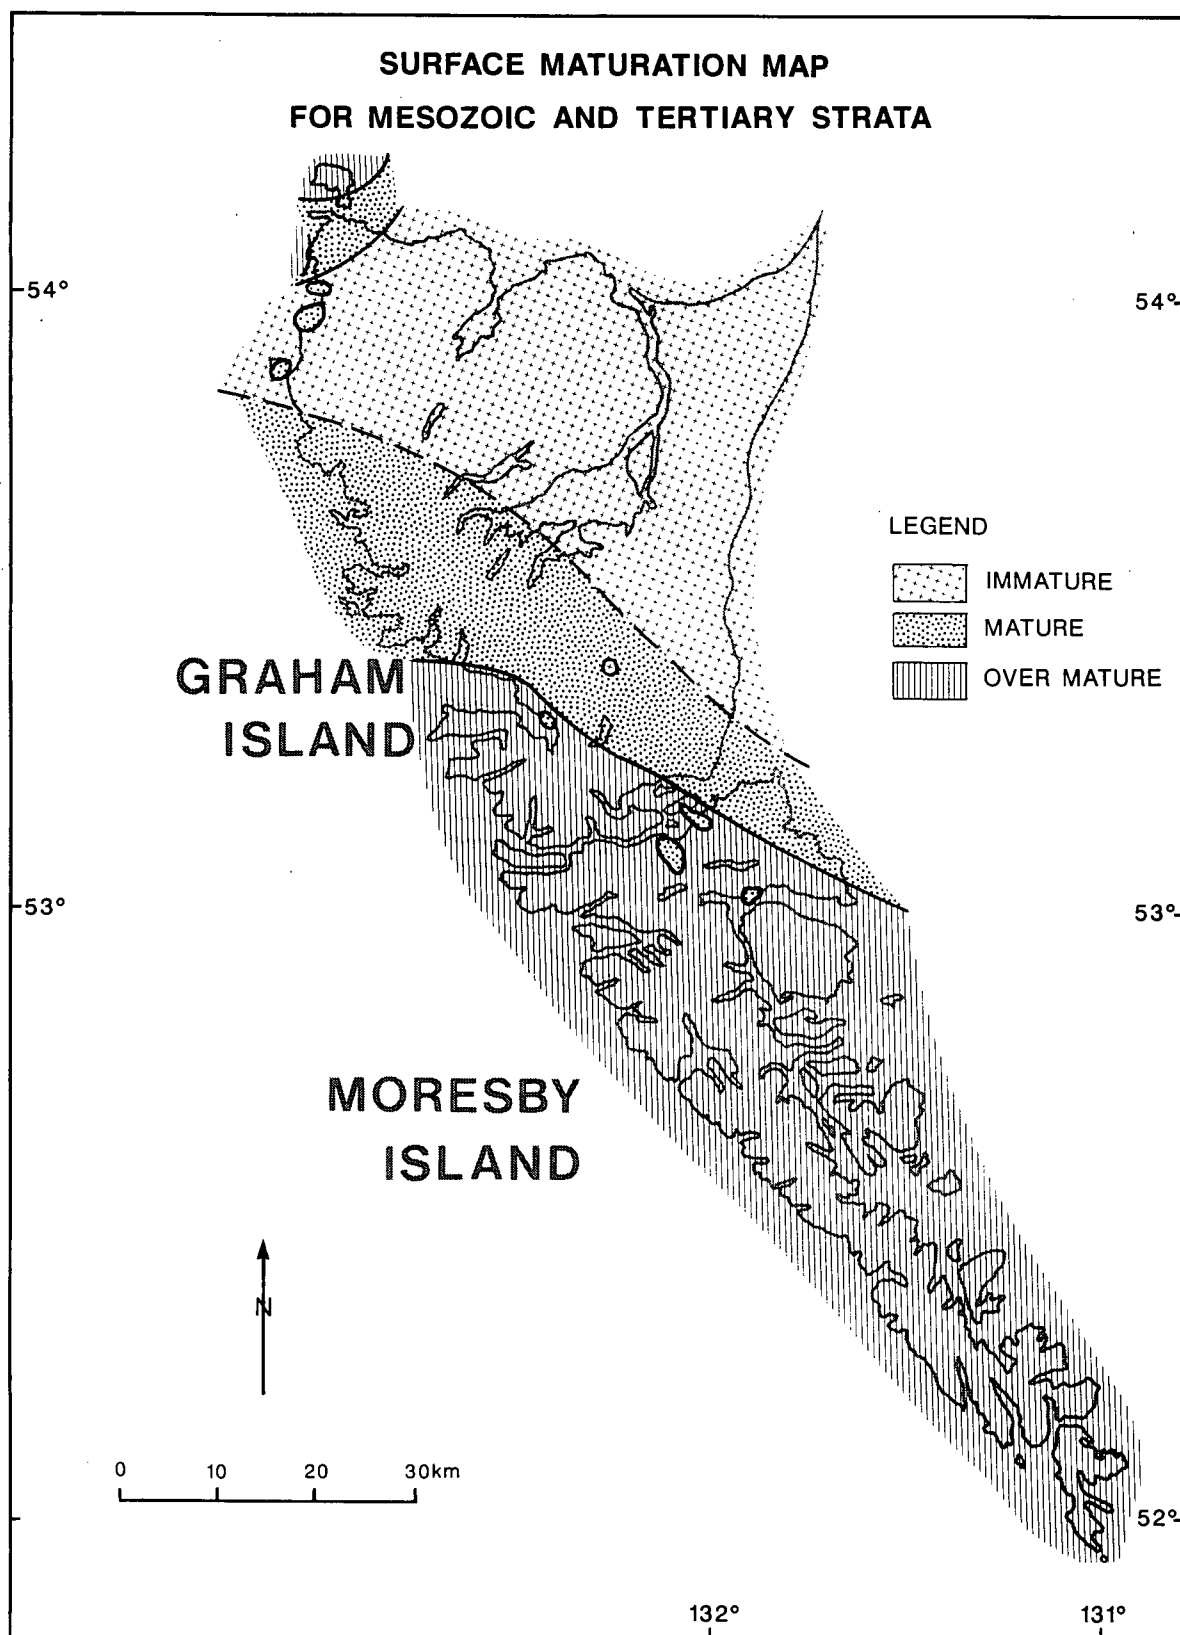 SURFACE MATURATION MAP
FOR MESOZOIC AND TERTIARY STRATA
54°
54°
LEGEND
IMMATURE
MATURE
OVER MATURE
GRAHAM
ISLAND
53°
53°
MORESBY
ISLAND
N
0 10 20 30km
52°
132° 131°